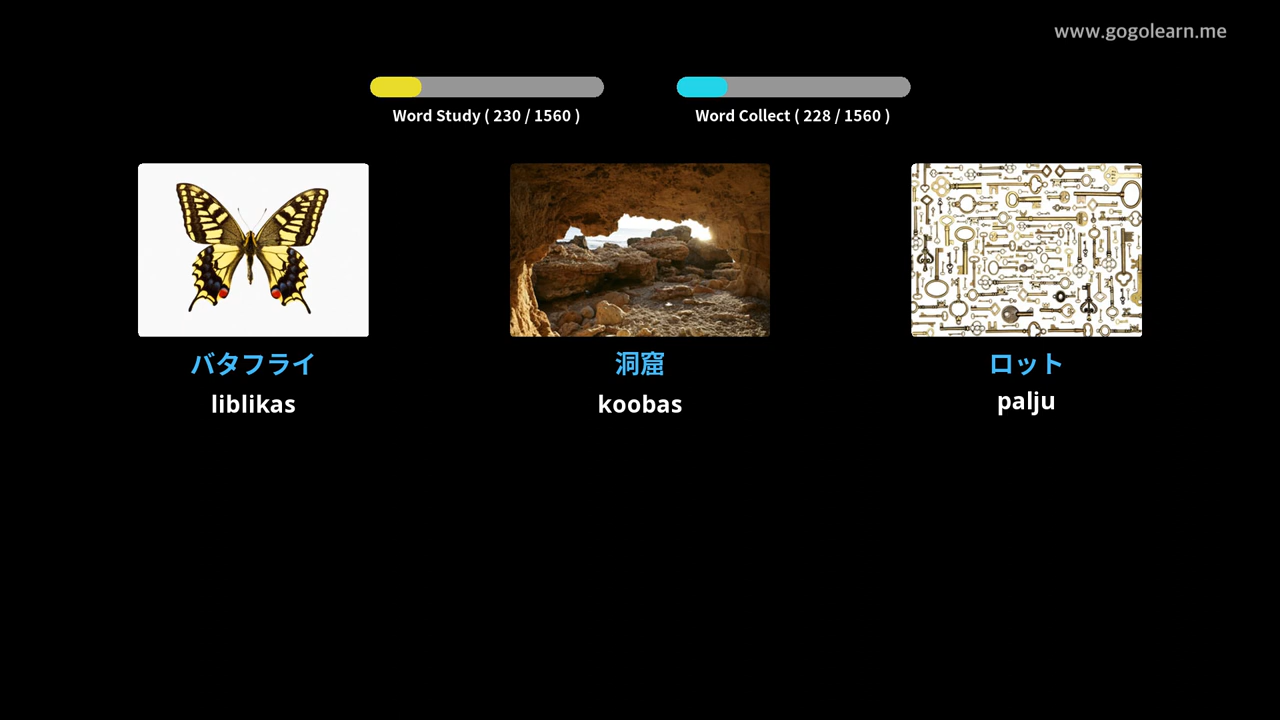 www.gogolearn.me
Word Study ( 230 / 1560 )
Word Collect ( 228 / 1560 )
バタフライ
洞窟
ロット
liblikas
koobas
palju